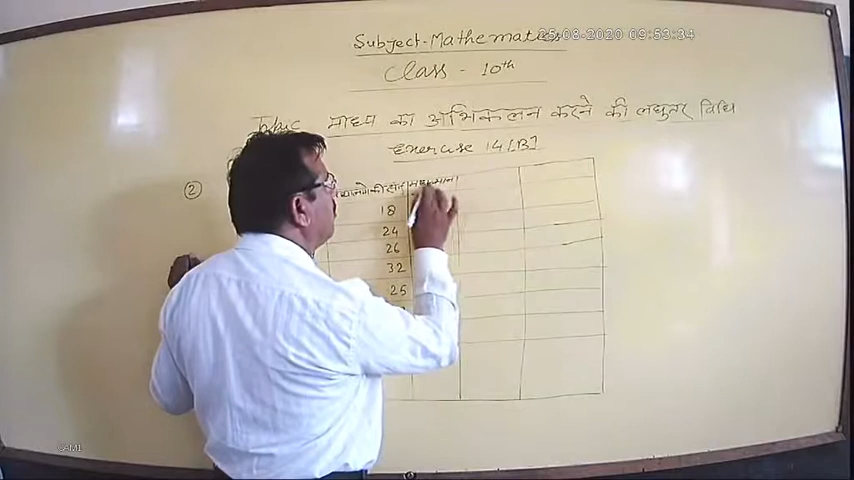 Subject-Mathematics
25-08-2020 09:53:34
Class - 10th
Topic माध्य का अभिकलन करने की लघुतर विधि
Exercise 14[B]
2
18
24
26
32
25
CAM1